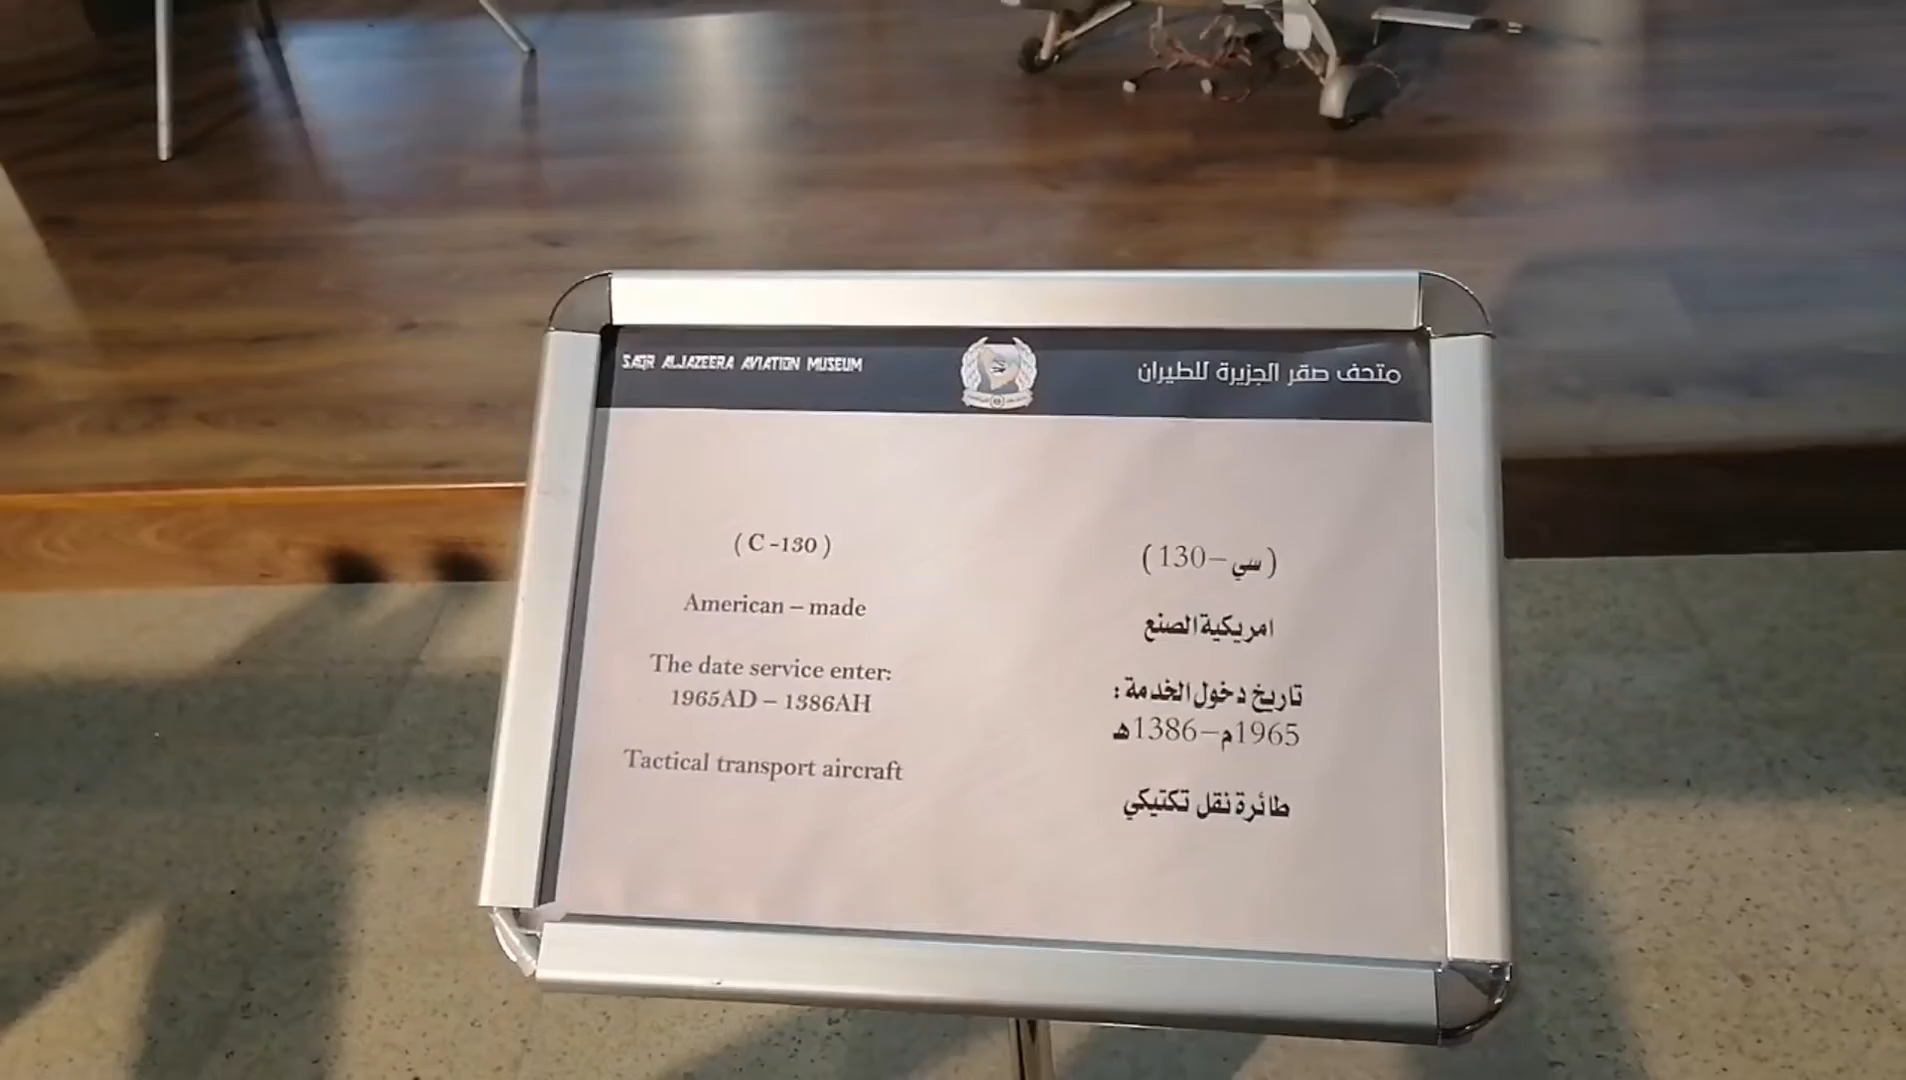 SAQR ALJAZEERA AVIATION MUSEUM
متحف صقر الجزيرة للطيران
( C -130 )
American – made
The date service enter:
1965AD – 1386AH
Tactical transport aircraft
( سي –130 )
امريكية الصنع
تاريخ دخول الخدمة :
1965م–1386هـ
طائرة نقل تكتيكي